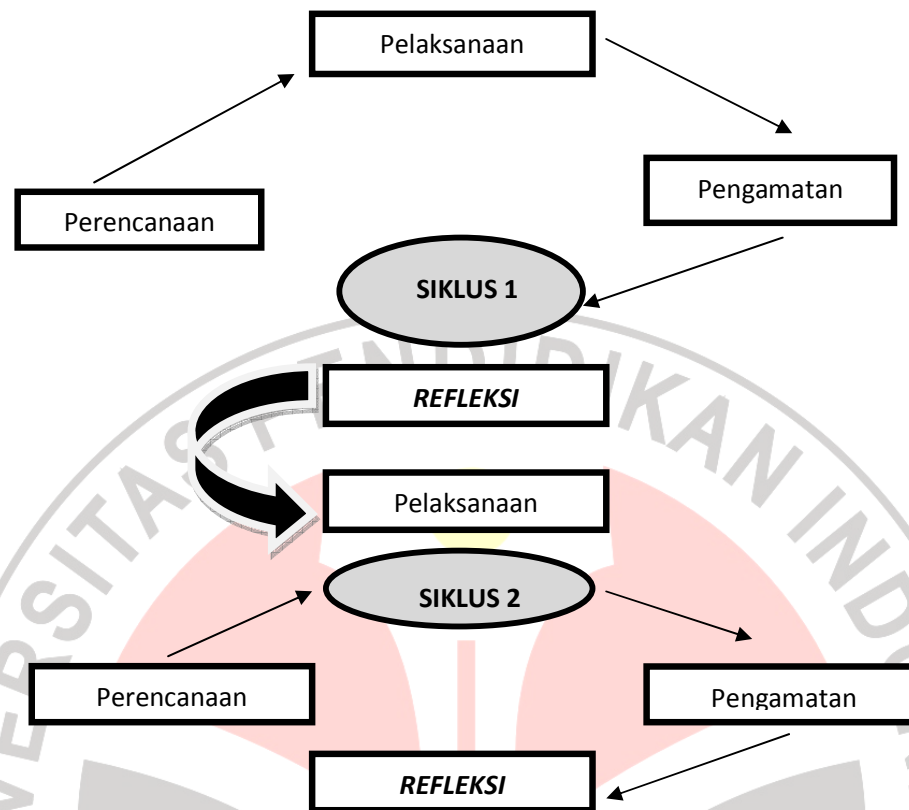 Pelaksanaan
Pengamatan
Perencanaan
SIKLUS 1
REFLEKSI
Pelaksanaan
SIKLUS 2
Perencanaan
Pengamatan
REFLEKSI